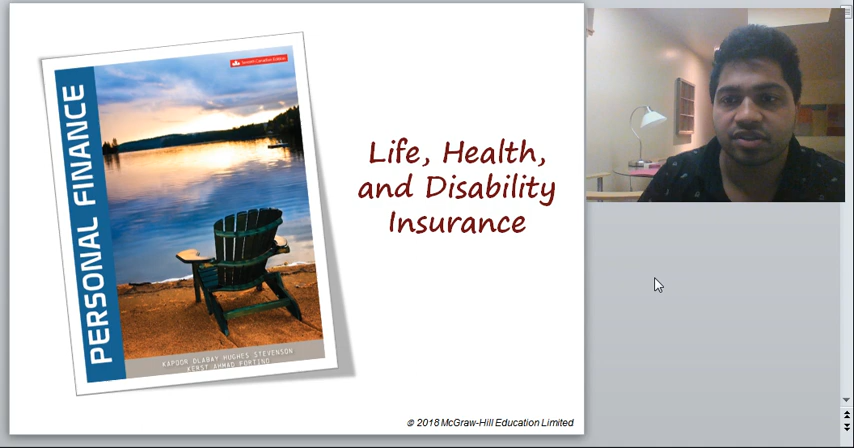 Seventh Canadian Edition
PERSONAL FINANCE
KAPOOR DLABAY HUGHES STEVENSON
KERST AHMAD FORTINO
Life, Health,
and Disability
Insurance
© 2018 McGraw-Hill Education Limited